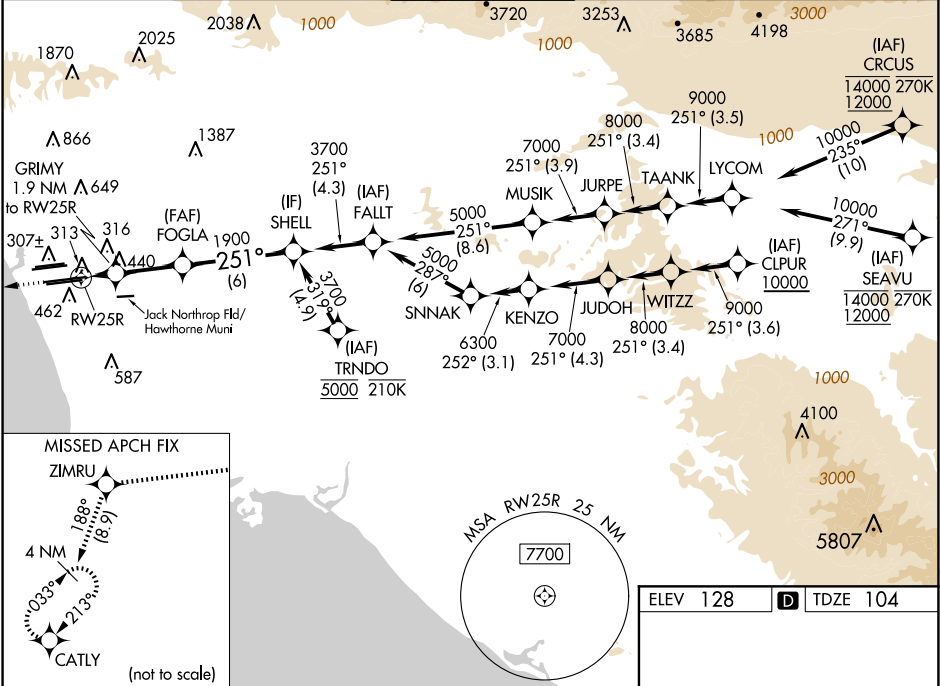 2038
1000
3720
3253
3000
4198
3685
1000
2025
1870
(IAF)
CRCUS
14000 270K
12000
9000
251° (3.5)
8000
251° (3.4)
1000
10000
235°
(10)
866
1387
7000
251° (3.9)
3700
251°
(4.3)
GRIMY
1.9 NM
to RW25R
649
LYCOM
TAANK
JURPE
MUSIK
(IAF)
FALLT
(IF)
SHELL
(FAF)
FOGLA
5000
251°
(8.6)
10000
271°
(9.9)
307±
313
316
440
1900
251°
(6)
(IAF)
SEAVU
14000 270K
12000
(IAF)
CLPUR
10000
5000
287°
(6)
3700
319°
(4.9)
462
RW25R
Jack Northrop Fld/
Hawthorne Muni
SNNAK
KENZO
JUDOH
WITZZ
9000
251° (3.6)
8000
251° (3.4)
7000
251° (4.3)
6300
252° (3.1)
(IAF)
TRNDO
5000 210K
587
1000
4100
3000
5807
MISSED APCH FIX
ZIMRU
188°
(8.9)
4 NM
033°
213°
CATLY
(not to scale)
MSA RW25R 25 NM
7700
ELEV 128 D TDZE 104